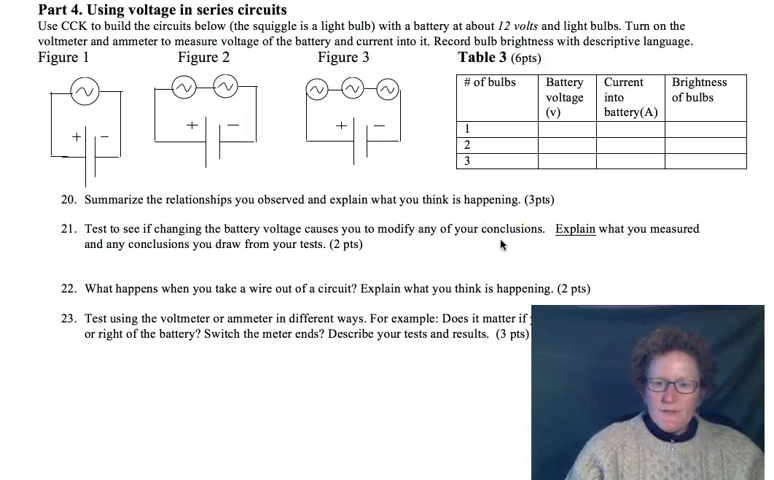 Part 4. Using voltage in series circuits
Use CCK to build the circuits below (the squiggle is a light bulb) with a battery at about 12 volts and light bulbs. Turn on the
voltmeter and ammeter to measure voltage of the battery and current into it. Record bulb brightness with descriptive language.
Figure 1 Figure 2 Figure 3 Table 3 (6pts)
# of bulbs Battery voltage (v) Current into battery(A) Brightness of bulbs
1
2
3
+ − + − + −
20. Summarize the relationships you observed and explain what you think is happening. (3pts)
21. Test to see if changing the battery voltage causes you to modify any of your conclusions. Explain what you measured
and any conclusions you draw from your tests. (2 pts)
22. What happens when you take a wire out of a circuit? Explain what you think is happening. (2 pts)
23. Test using the voltmeter or ammeter in different ways. For example: Does it matter if
or right of the battery? Switch the meter ends? Describe your tests and results. (3 pts)